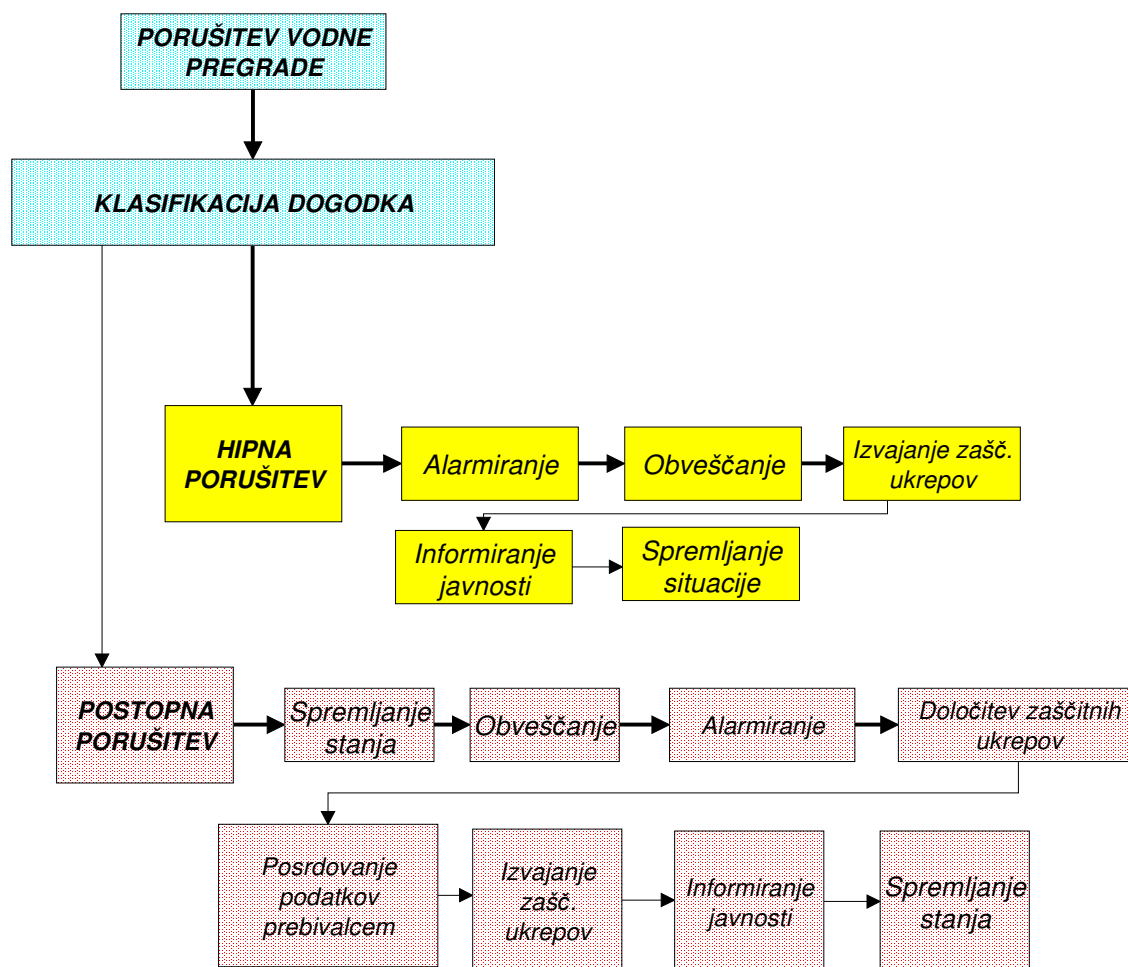 PORUŠITEV VODNE
PREGRADE
KLASIFIKACIJA DOGODKA
HIPNA
PORUŠITEV
Alarmiranje
Obveščanje
Izvajanje zašč.
ukrepov
Informiranje
javnosti
Spremljanje
situacije
POSTOPNA
PORUŠITEV
Spremljanje
stanja
Obveščanje
Alarmiranje
Določitev zaščitnih
ukrepov
Posrdovanje
podatkov
prebivalcem
Izvajanje
zašč.
ukrepov
Informiranje
javnosti
Spremljanje
stanja